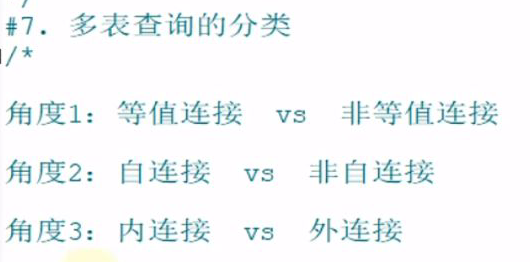 #7. 多表查询的分类
/*
角度1：等值连接  vs  非等值连接
角度2：自连接  vs  非自连接
角度3：内连接  vs  外连接